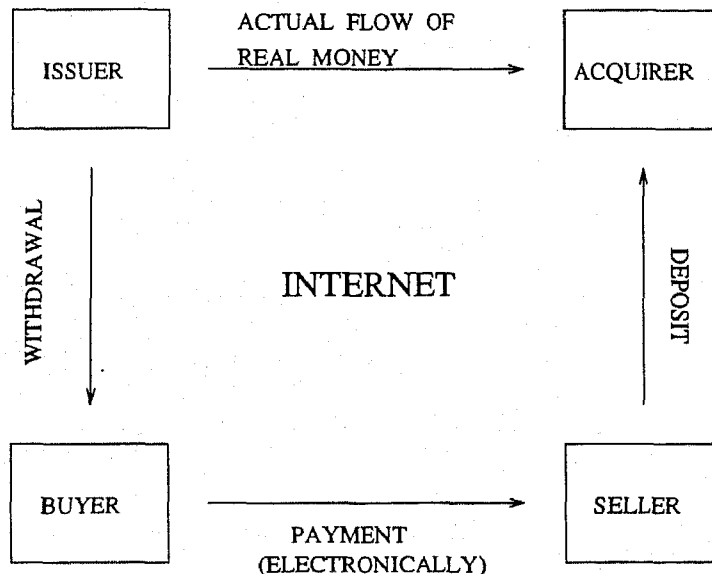 ACTUAL FLOW OF
REAL MONEY
ISSUER
ACQUIRER
WITHDRAWAL
INTERNET
DEPOSIT
BUYER
SELLER
PAYMENT
(ELECTRONICALLY)